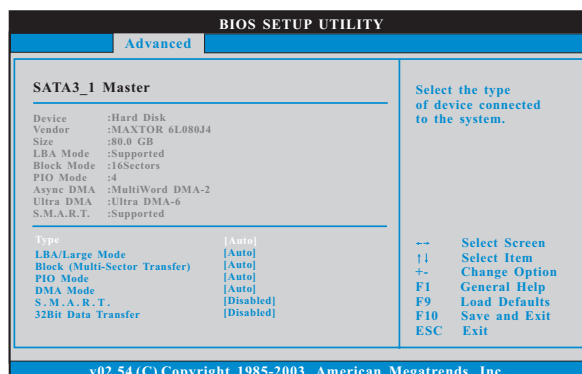 BIOS SETUP UTILITY
Advanced
SATA3_1 Master
Device :Hard Disk
Vendor :MAXTOR 6L080J4
Size :80.0 GB
LBA Mode :Supported
Block Mode :16Sectors
PIO Mode :4
Async DMA :MultiWord DMA-2
Ultra DMA :Ultra DMA-6
S.M.A.R.T. :Supported
Type [Auto]
LBA/Large Mode [Auto]
Block (Multi-Sector Transfer) [Auto]
PIO Mode [Auto]
DMA Mode [Auto]
S.M.A.R.T. [Disabled]
32Bit Data Transfer [Disabled]
Select the type
of device connected
to the system.
←→ Select Screen
↑↓ Select Item
+- Change Option
F1 General Help
F9 Load Defaults
F10 Save and Exit
ESC Exit
v02.54 (C) Copyright 1985-2003, American Megatrends, Inc.